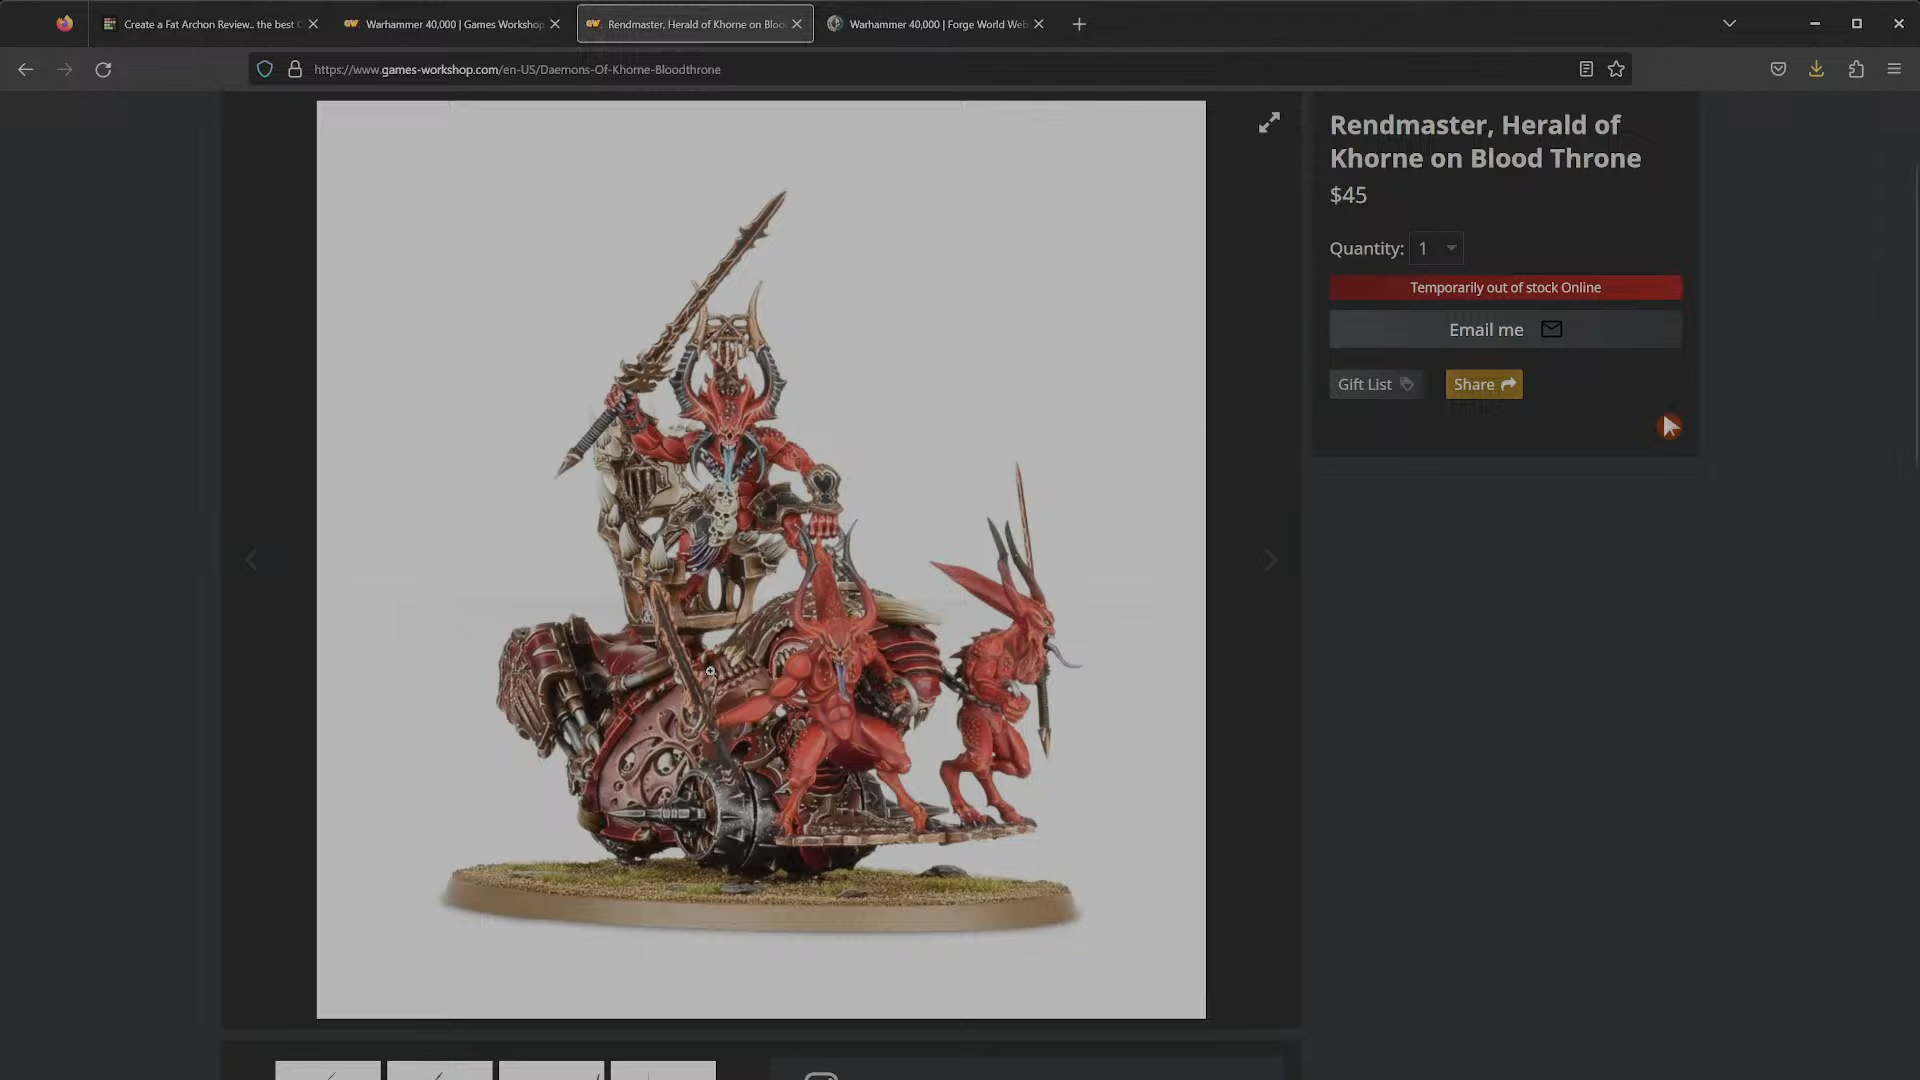 Create a Fat Archon Review.. the best
Warhammer 40,000 | Games Workshop
Rendmaster, Herald of Khorne on Bloo
Warhammer 40,000 | Forge World Web
https://www.games-workshop.com/en-US/Daemons-Of-Khorne-Bloodthrone
Rendmaster, Herald of
Khorne on Blood Throne
$45
Quantity: 1
Temporarily out of stock Online
Email me
Gift List
Share